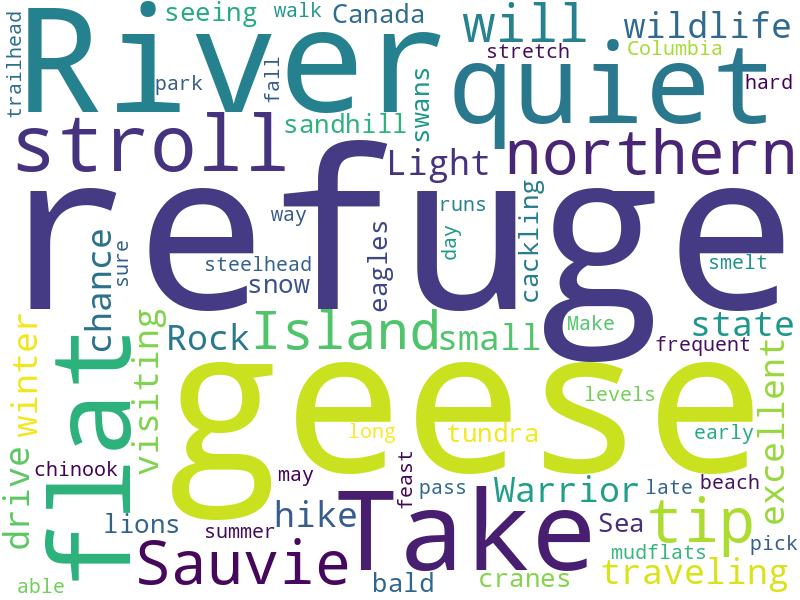 seeing walk Canada will wildlife
trailhead River park fall swans stretch Columbia hard
quiet
stroll sandhill Light northern
refuge
way runs day cackling
sure steelhead snow eagles smelt
chance Rock Island small Make state
frequent
winter flat visiting geese levels excellent
long tundra early
drive chinook may feast pass Warrior late beach
lions summer hike Take Sea tip pick
Sauvie mudflats
able bald cranes traveling